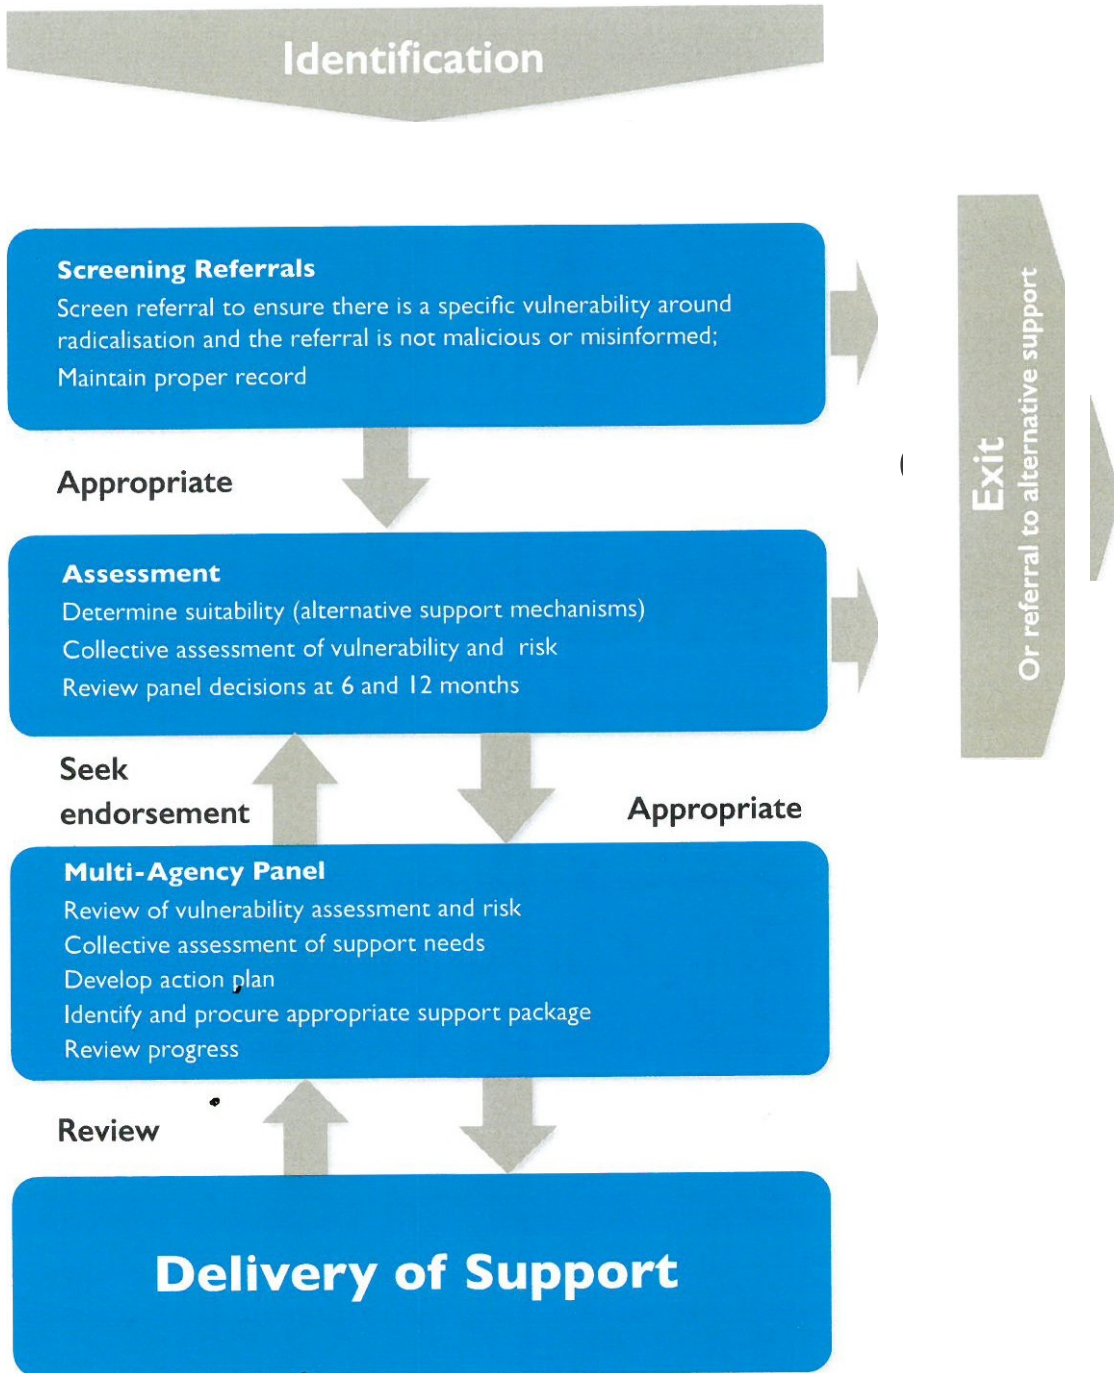 Identification
Screening Referrals
Screen referral to ensure there is a specific vulnerability around
radicalisation and the referral is not malicious or misinformed;
Maintain proper record
Appropriate
Assessment
Determine suitability (alternative support mechanisms)
Collective assessment of vulnerability and risk
Review panel decisions at 6 and 12 months
Seek
endorsement
Appropriate
Multi-Agency Panel
Review of vulnerability assessment and risk
Collective assessment of support needs
Develop action plan
Identify and procure appropriate support package
Review progress
Review
Delivery of Support
Exit
Or referral to alternative support